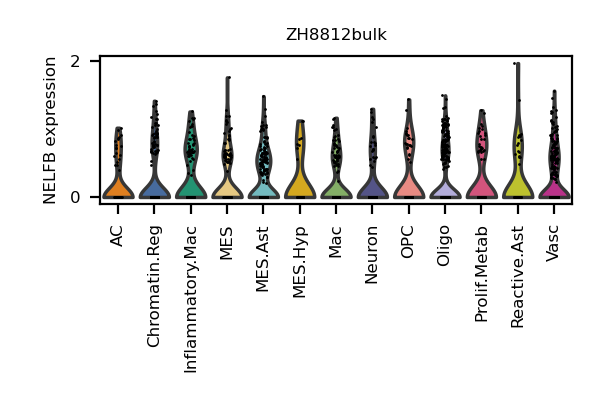 ZH8812bulk
NELFB expression
2
0
AC
Chromatin.Reg
Inflammatory.Mac
MES
MES.Ast
MES.Hyp
Mac
Neuron
OPC
Oligo
Prolif.Metab
Reactive.Ast
Vasc